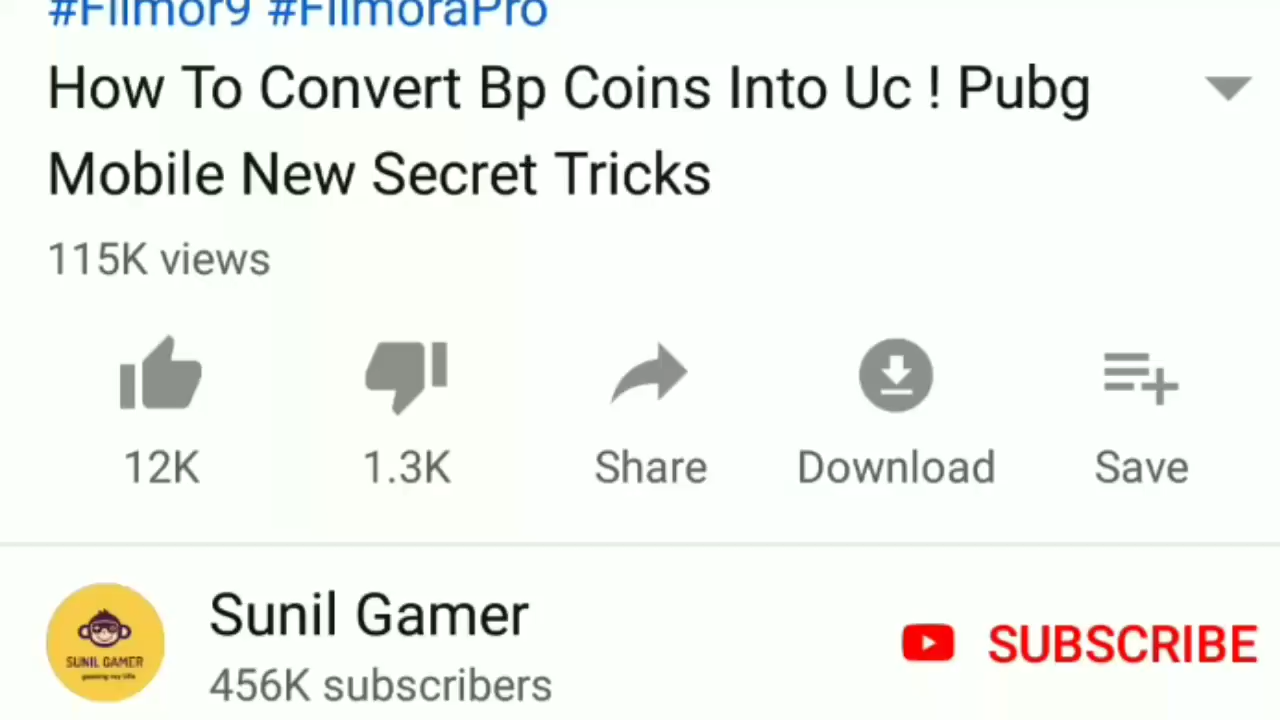 #Filmor9 #FilmoraPro
How To Convert Bp Coins Into Uc ! Pubg
Mobile New Secret Tricks
115K views
12K 1.3K Share Download Save
Sunil Gamer
SUBSCRIBE
456K subscribers
SUNIL GAMER